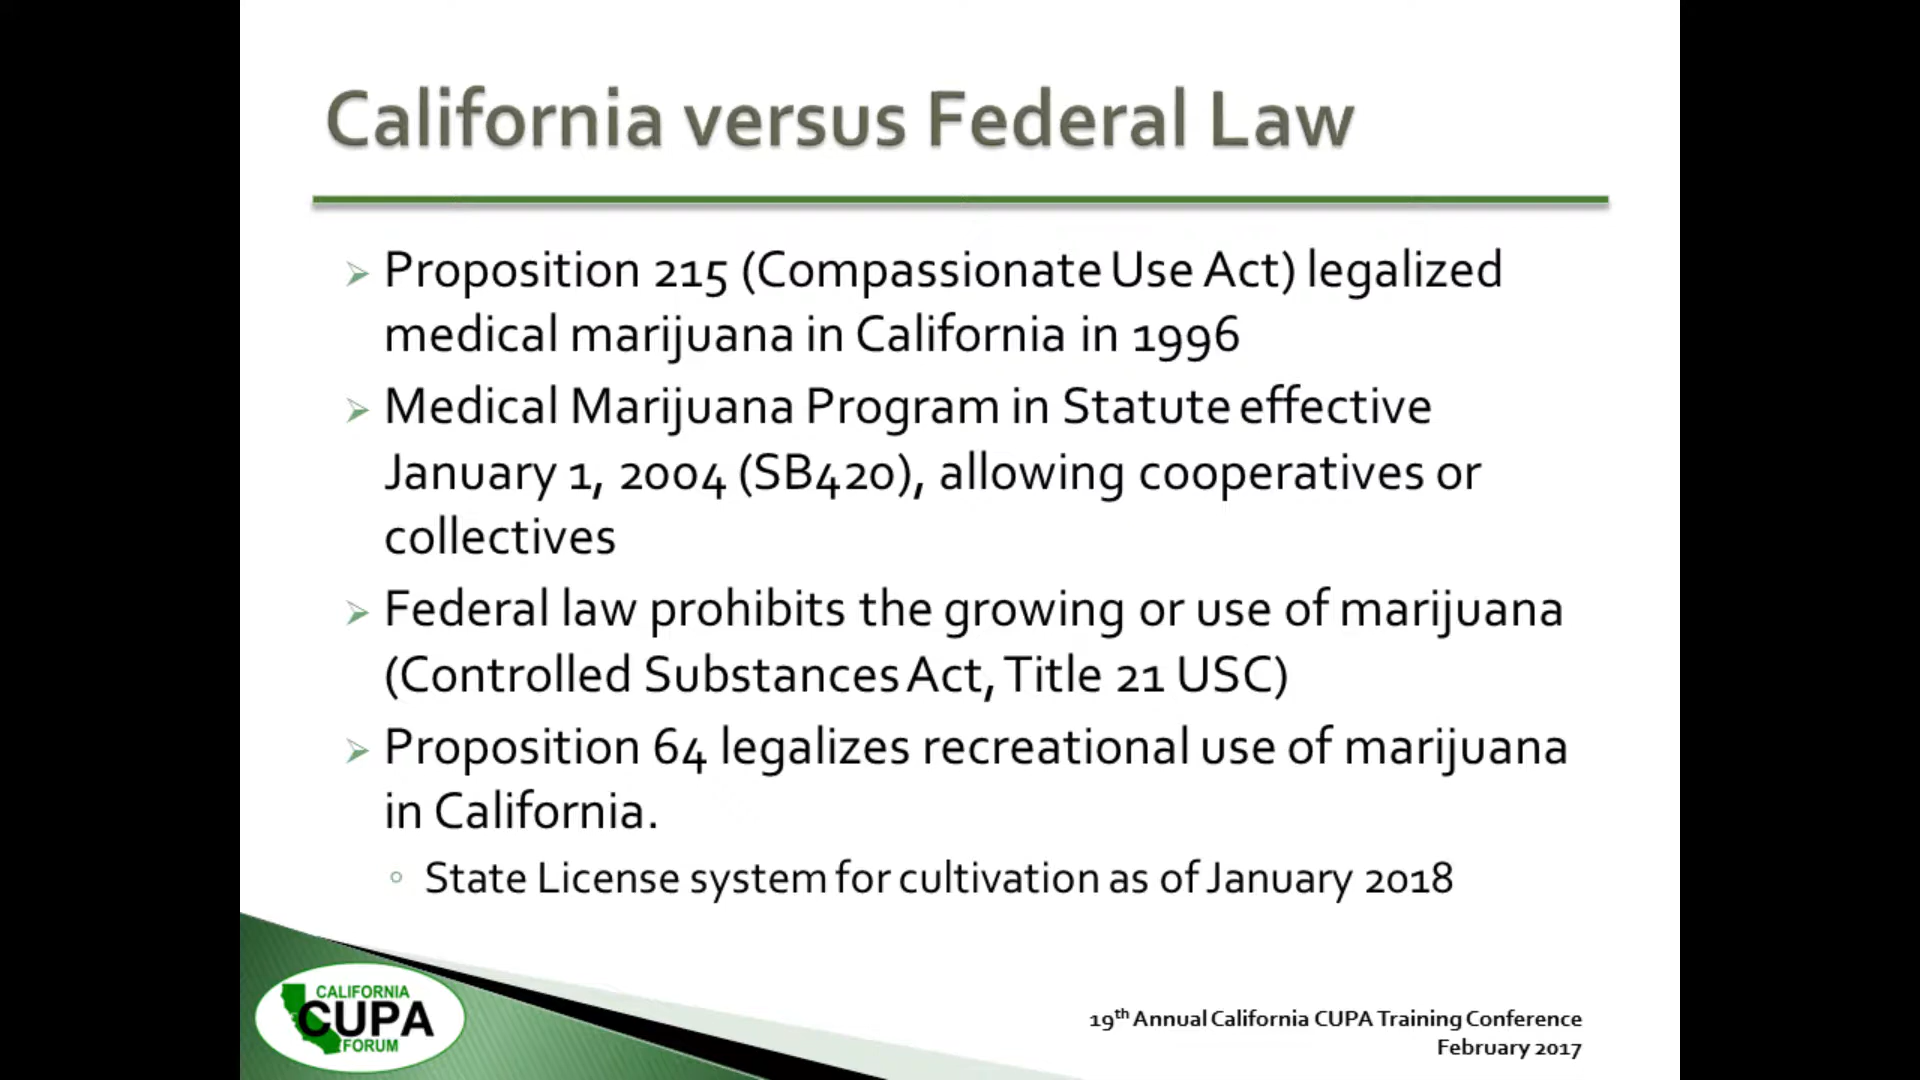 California versus Federal Law
Proposition 215 (Compassionate Use Act) legalized
medical marijuana in California in 1996
Medical Marijuana Program in Statute effective
January 1, 2004 (SB420), allowing cooperatives or
collectives
Federal law prohibits the growing or use of marijuana
(Controlled Substances Act, Title 21 USC)
Proposition 64 legalizes recreational use of marijuana
in California.
State License system for cultivation as of January 2018
CALIFORNIA
CUPA
FORUM
19th Annual California CUPA Training Conference
February 2017